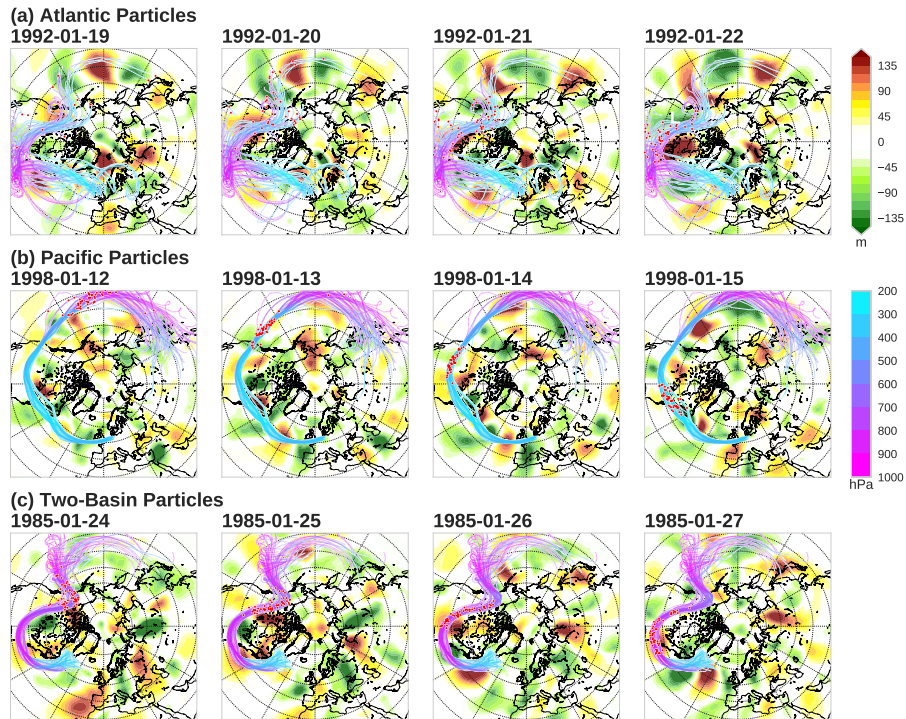 (a) Atlantic Particles
1992-01-19 1992-01-20 1992-01-21 1992-01-22
135
90
45
0
−45
−90
−135
m
(b) Pacific Particles
1998-01-12 1998-01-13 1998-01-14 1998-01-15
200
300
400
500
600
700
800
900
1000
hPa
(c) Two-Basin Particles
1985-01-24 1985-01-25 1985-01-26 1985-01-27